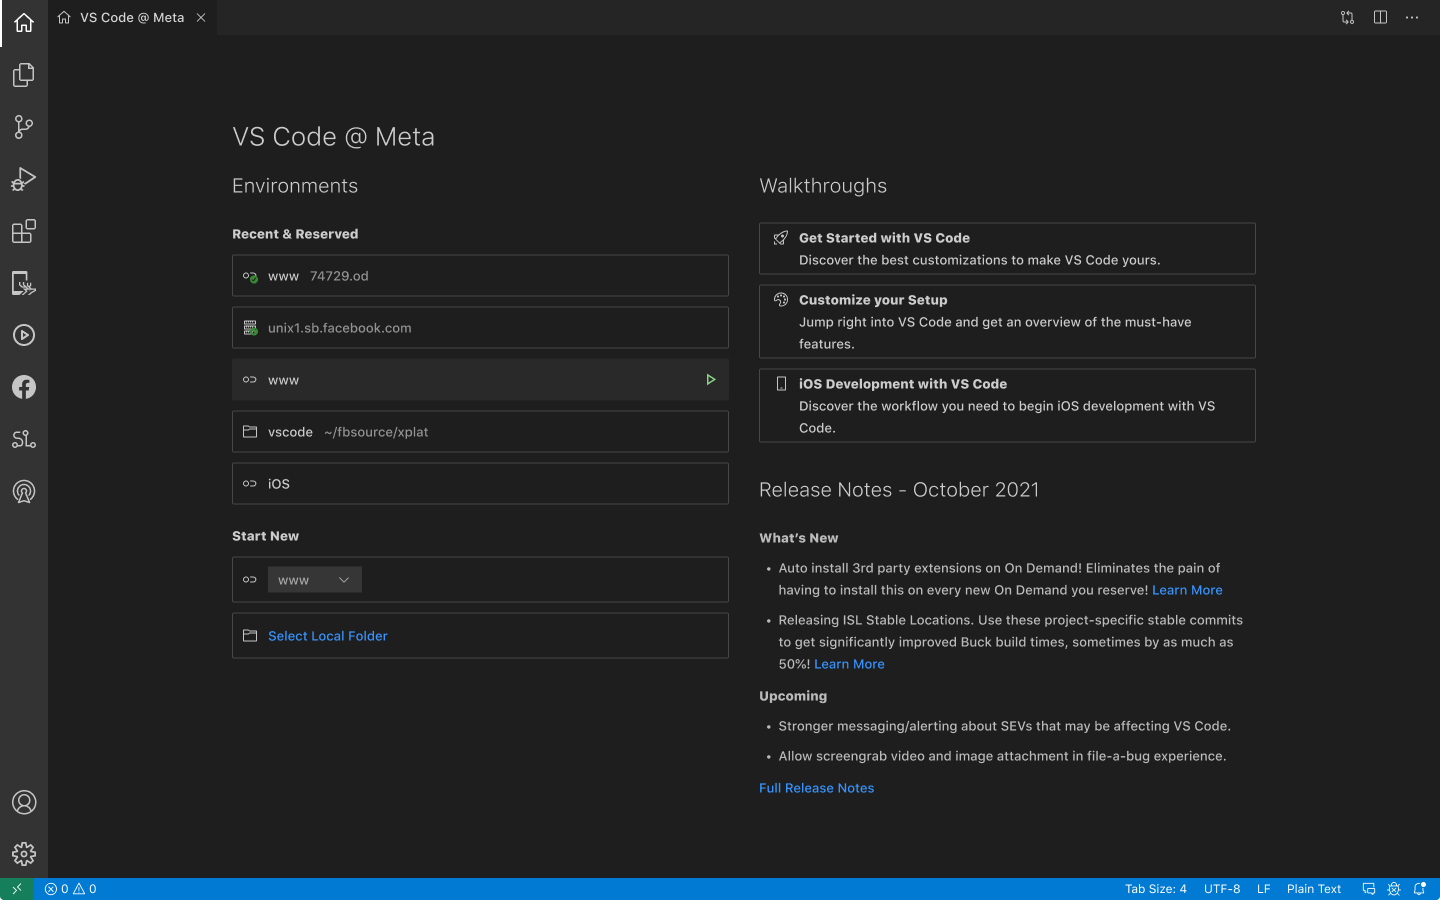 VS Code @ Meta
VS Code @ Meta
Environments
Recent & Reserved
www 74729.od
unix1.sb.facebook.com
www
vscode ~/fbsource/xplat
iOS
Start New
www
Select Local Folder
Walkthroughs
Get Started with VS Code
Discover the best customizations to make VS Code yours.
Customize your Setup
Jump right into VS Code and get an overview of the must-have
features.
iOS Development with VS Code
Discover the workflow you need to begin iOS development with VS
Code.
Release Notes - October 2021
What’s New
• Auto install 3rd party extensions on On Demand! Eliminates the pain of
having to install this on every new On Demand you reserve! Learn More
• Releasing ISL Stable Locations. Use these project-specific stable commits
to get significantly improved Buck build times, sometimes by as much as
50%! Learn More
Upcoming
• Stronger messaging/alerting about SEVs that may be affecting VS Code.
• Allow screengrab video and image attachment in file-a-bug experience.
Full Release Notes
0 0
Tab Size: 4 UTF-8 LF Plain Text